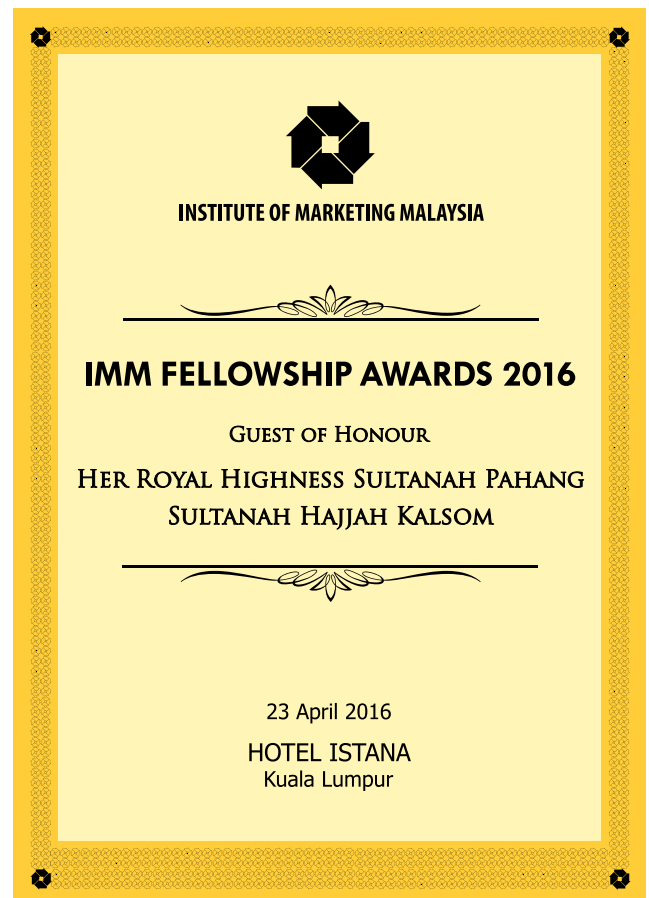 INSTITUTE OF MARKETING MALAYSIA
IMM FELLOWSHIP AWARDS 2016
GUEST OF HONOUR
HER ROYAL HIGHNESS SULTANAH PAHANG
SULTANAH HAJJAH KALSOM
23 April 2016
HOTEL ISTANA
Kuala Lumpur